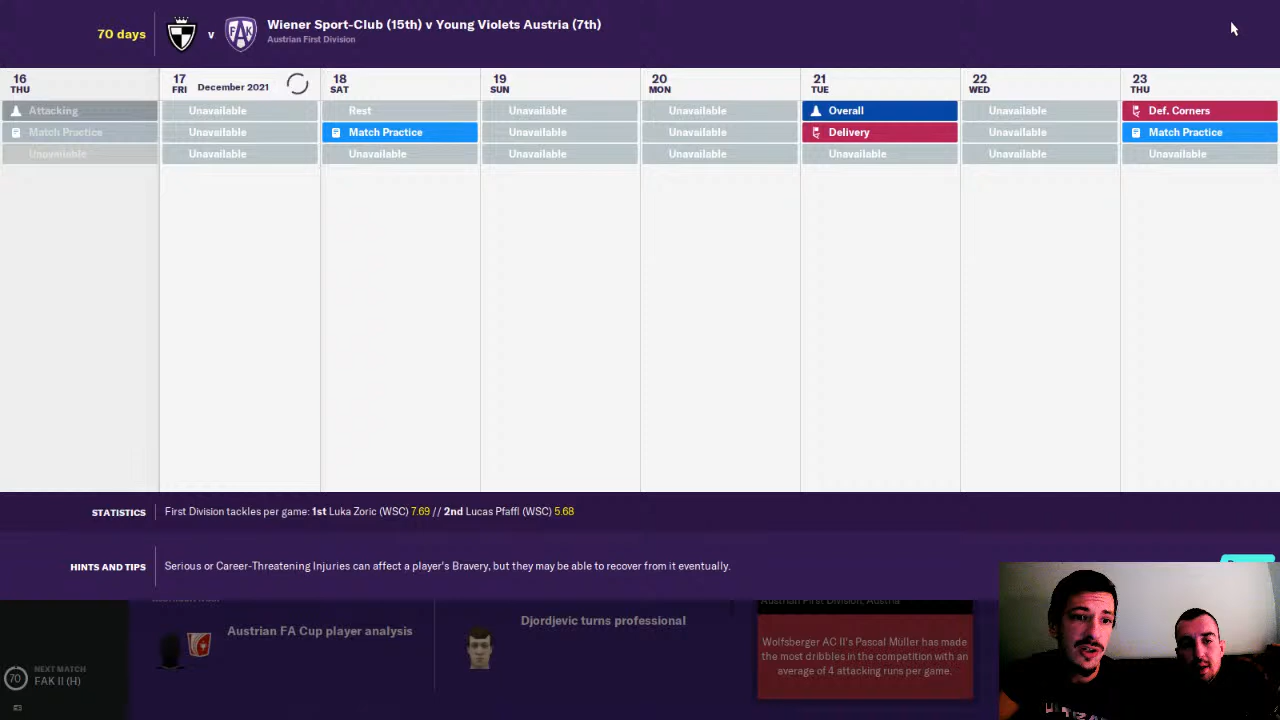 70 days
v
Wiener Sport-Club (15th) v Young Violets Austria (7th)
Austrian First Division
16
THU
17
FRI
December 2021
18
SAT
19
SUN
20
MON
21
TUE
22
WED
23
THU
Attacking
Unavailable
Rest
Unavailable
Unavailable
Overall
Unavailable
Def. Corners
Match Practice
Unavailable
Match Practice
Unavailable
Unavailable
Delivery
Unavailable
Match Practice
Unavailable
Unavailable
Unavailable
Unavailable
Unavailable
Unavailable
Unavailable
Unavailable
STATISTICS
First Division tackles per game: 1st Luka Zoric (WSC) 7.69 // 2nd Lucas Pfaffl (WSC) 5.68
HINTS AND TIPS
Serious or Career-Threatening Injuries can affect a player's Bravery, but they may be able to recover from it eventually.
Austrian First Division, Austria
Austrian FA Cup player analysis
Djordjevic turns professional
Wolfsberger AC II's Pascal Müller has made
the most dribbles in the competition with an
average of 4 attacking runs per game.
70
NEXT MATCH
FAK II (H)